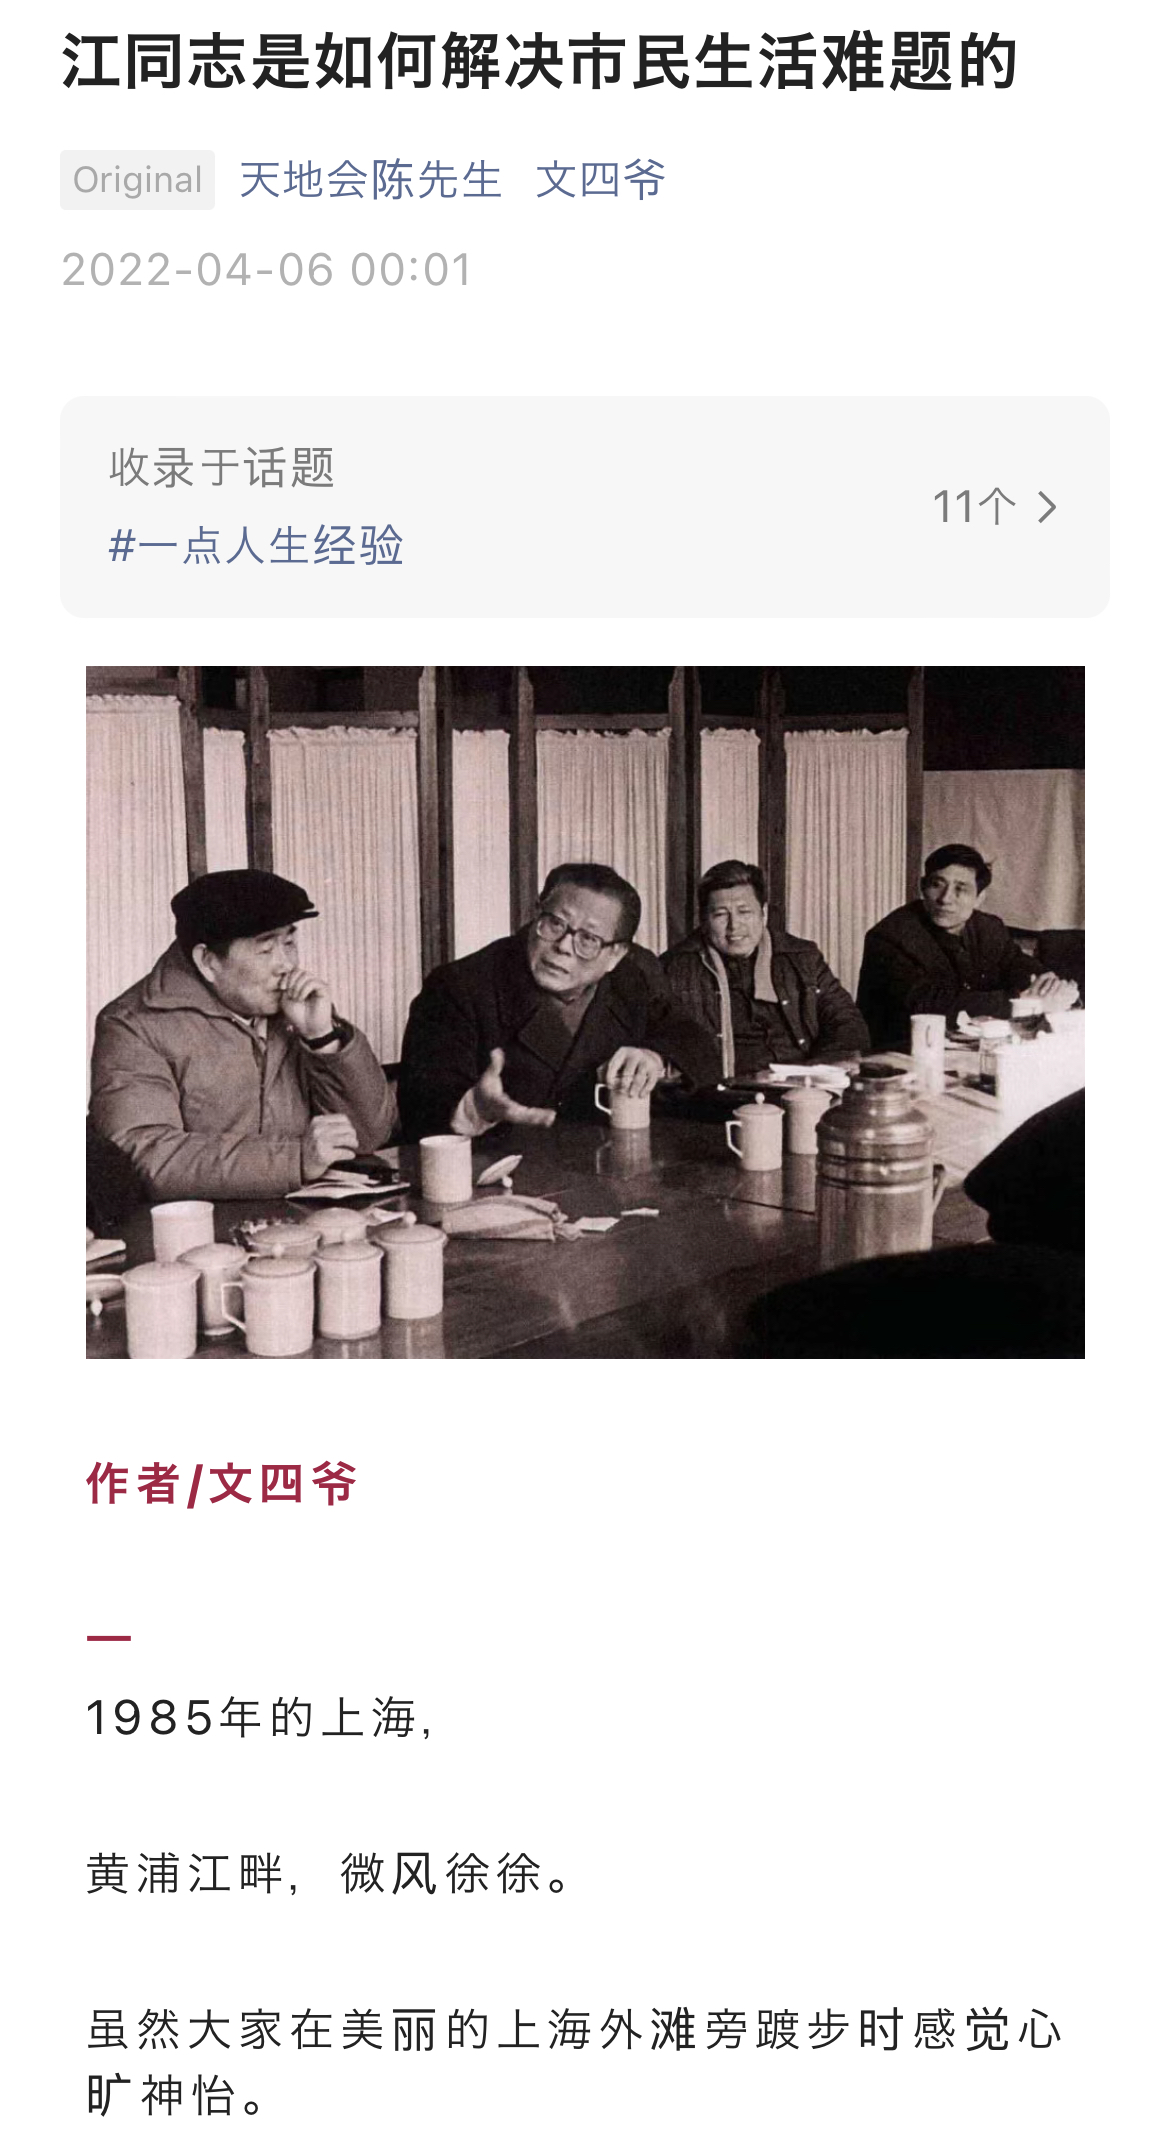 江同志是如何解决市民生活难题的
Original 天地会陈先生 文四爷
2022-04-06 00:01
收录于话题
#一点人生经验
11个 >
作者/文四爷
一
1985年的上海,
黄浦江畔, 微风徐徐。
虽然大家在美丽的上海外滩旁踱步时感觉心
旷神怡。